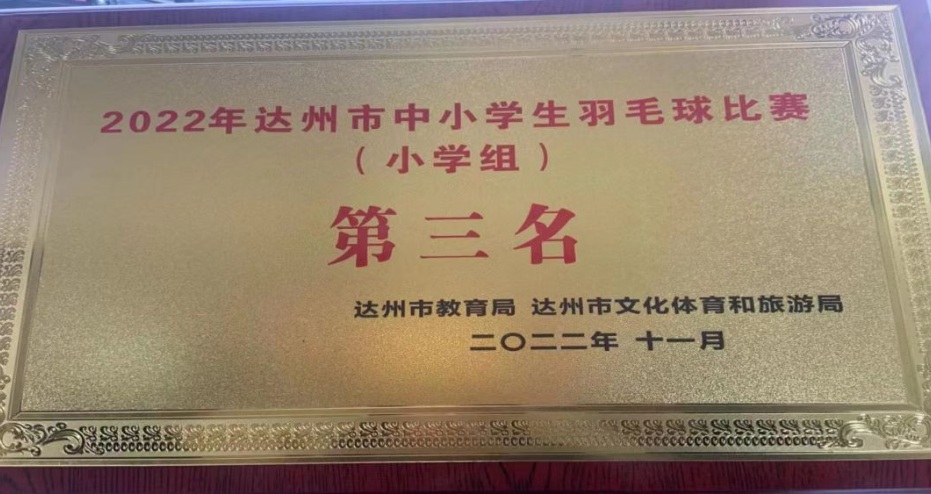 2022年达州市中小学生羽毛球比赛
（小学组）
第三名
达州市教育局 达州市文化体育和旅游局
二〇二二年 十一月